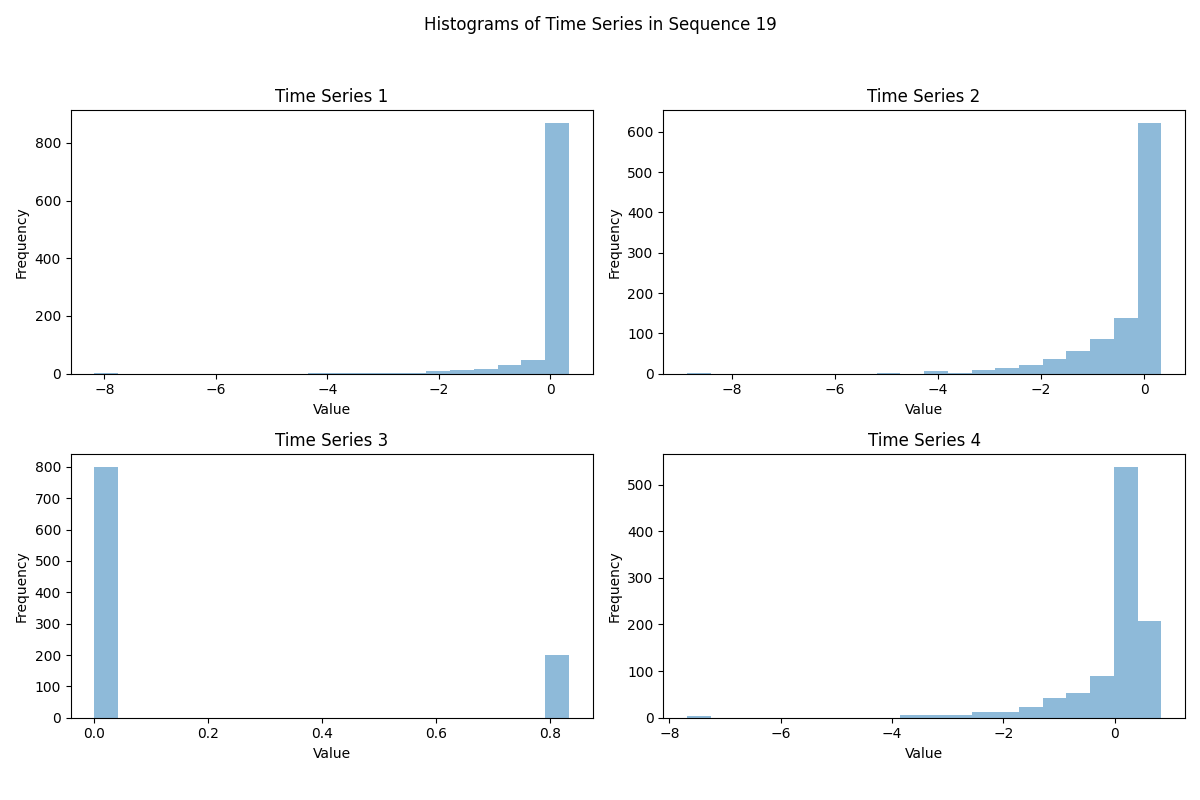 Histograms of Time Series in Sequence 19
Time Series 1
Frequency
800
600
400
200
0
−8 −6 −4 −2 0
Value
Time Series 2
Frequency
600
500
400
300
200
100
0
−8 −6 −4 −2 0
Value
Time Series 3
Frequency
800
700
600
500
400
300
200
100
0
0.0 0.2 0.4 0.6 0.8
Value
Time Series 4
Frequency
500
400
300
200
100
0
−8 −6 −4 −2 0
Value